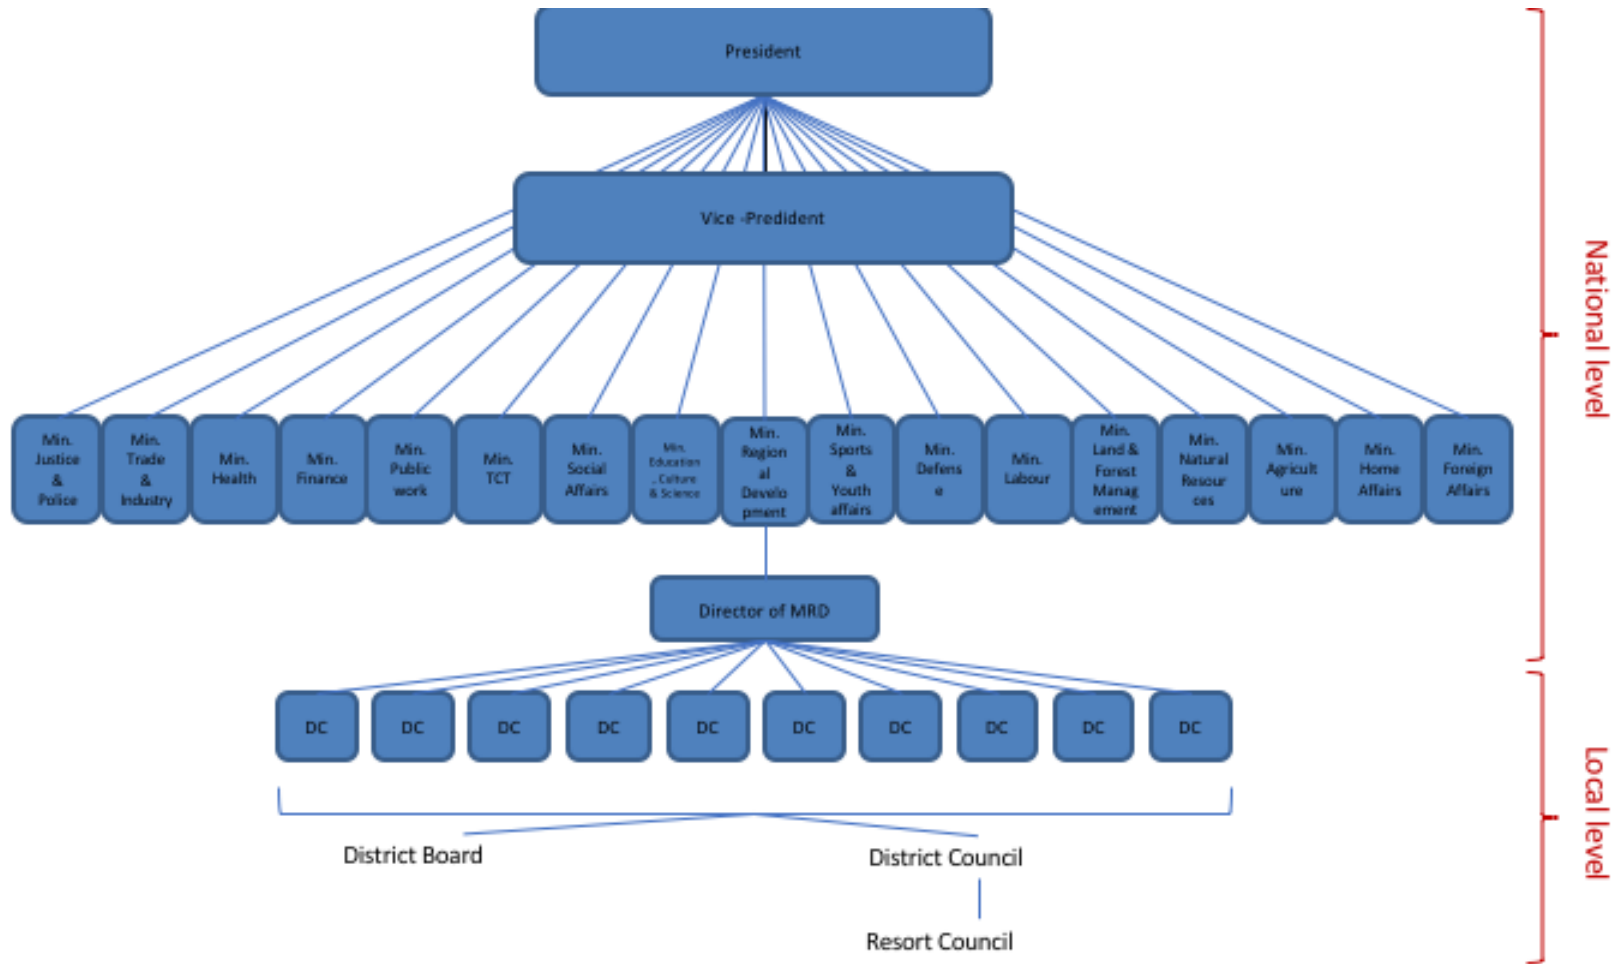 President
Vice -Predident
Min.
Justice
&
Police
Min.
Trade
&
Industry
Min.
Health
Min.
Finance
Min.
Public
work
Min.
TCT
Min.
Social
Affairs
Min.
Education
, Culture
& Science
Min.
Region
al
Develo
pment
Min.
Sports
&
Youth
affairs
Min.
Defens
e
Min.
Labour
Min.
Land &
Forest
Manag
ement
Min.
Natural
Resour
ces
Min.
Agricult
ure
Min.
Home
Affairs
Min.
Foreign
Affairs
Director of MRD
DC
DC
DC
DC
DC
DC
DC
DC
DC
DC
District Board
District Council
Resort Council
National level
Local level